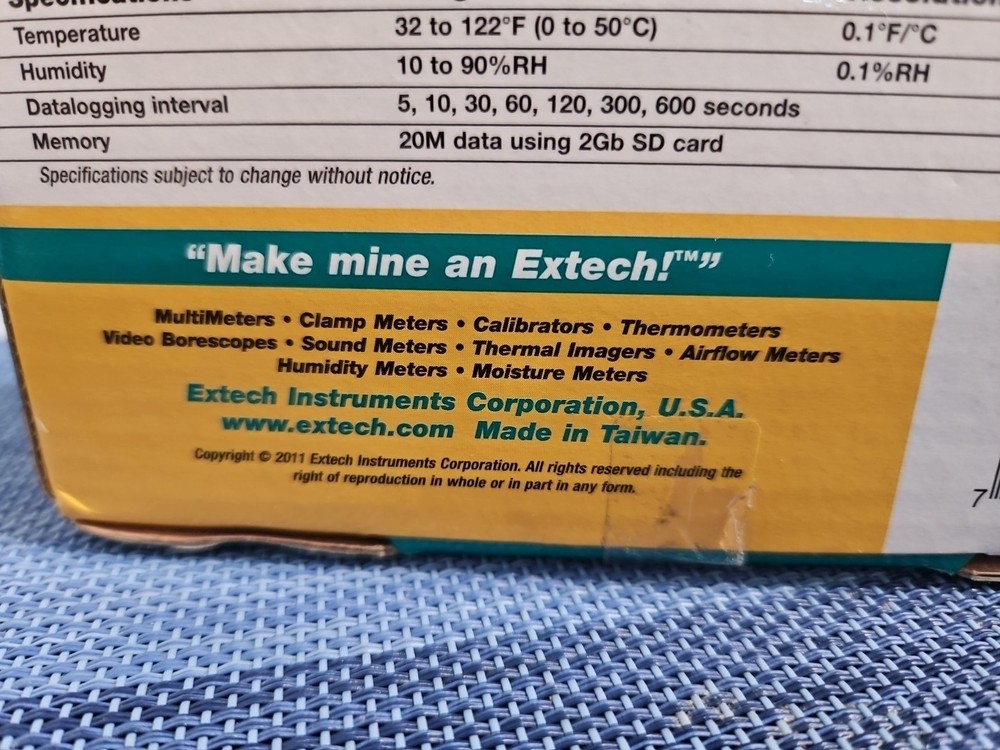 Temperature 32 to 122°F (0 to 50°C) 0.1°F/°C
Humidity 10 to 90%RH 0.1%RH
Datalogging interval 5, 10, 30, 60, 120, 300, 600 seconds
Memory 20M data using 2Gb SD card
Specifications subject to change without notice.
“Make mine an Extech!™”
MultiMeters • Clamp Meters • Calibrators • Thermometers
Video Borescopes • Sound Meters • Thermal Imagers • Airflow Meters
Humidity Meters • Moisture Meters
Extech Instruments Corporation, U.S.A.
www.extech.com Made in Taiwan.
Copyright © 2011 Extech Instruments Corporation. All rights reserved including the
right of reproduction in whole or in part in any form.
7